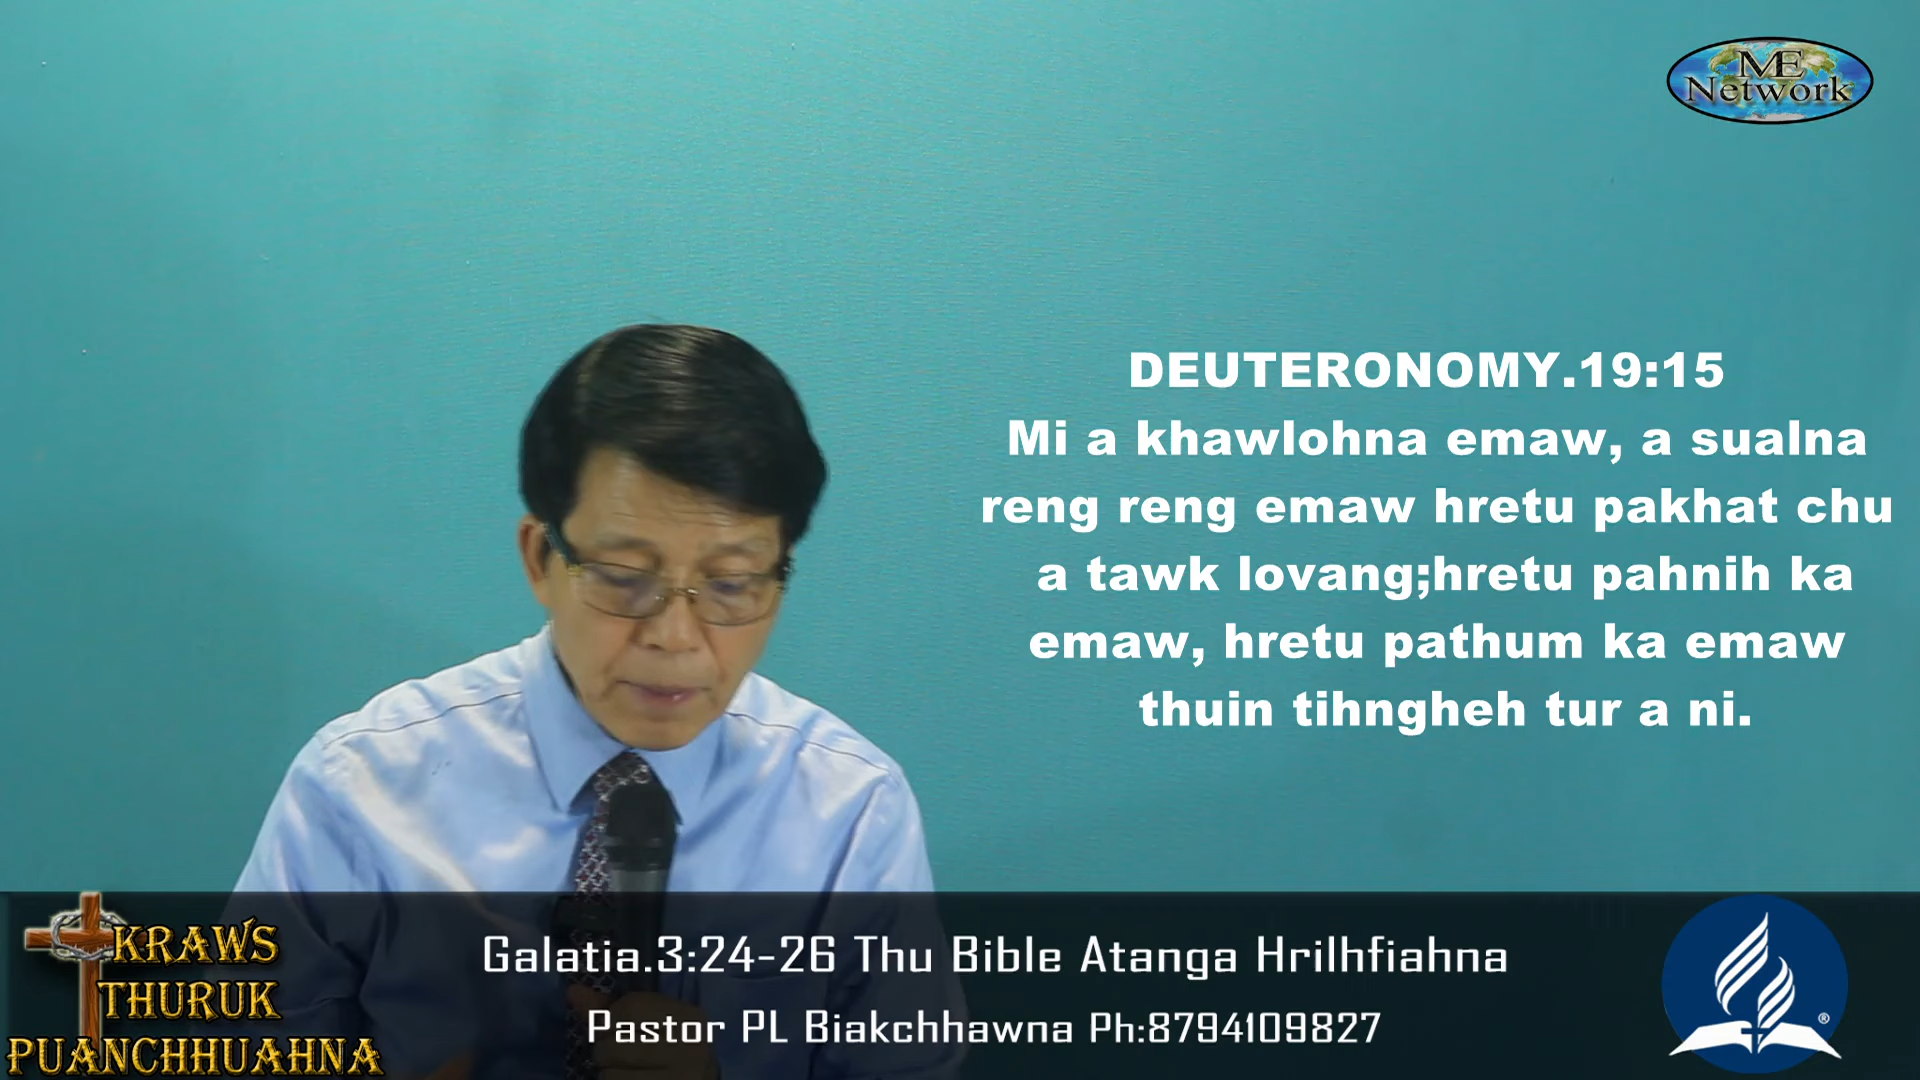 ME
Network
DEUTERONOMY.19:15
Mi a khawlohna emaw, a sualna
reng reng emaw hretu pakhat chu
a tawk lovang;hretu pahnih ka
emaw, hretu pathum ka emaw
thuin tihngheh tur a ni.
KRAWS
THURUK
PUANCHHUAHNA
Galatia.3:24-26 Thu Bible Atanga Hrilhfiahna
Pastor PL Biakchhawna Ph:8794109827
®